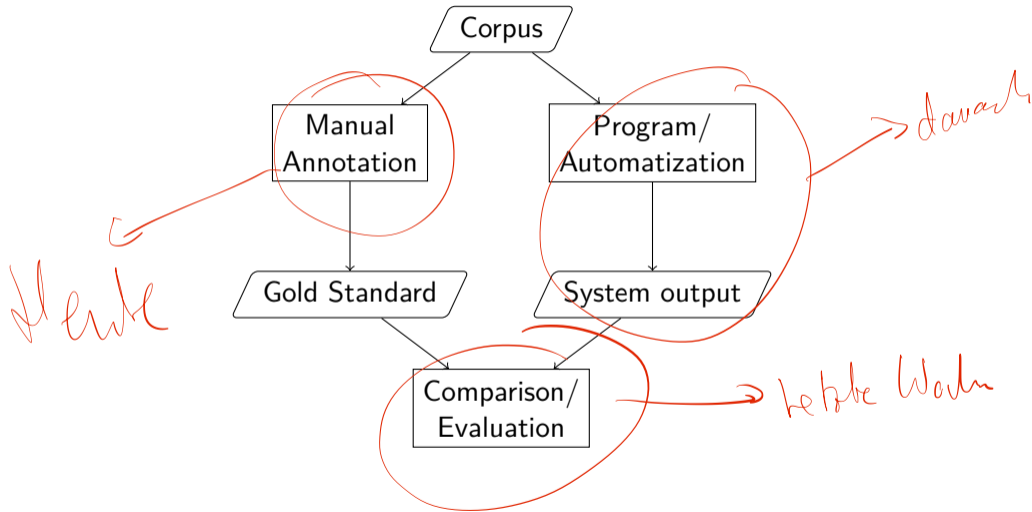 Corpus
Manual
Annotation
Program/
Automatization
danach
Gold Standard
System output
Heute
Comparison/
Evaluation
letzte Woche